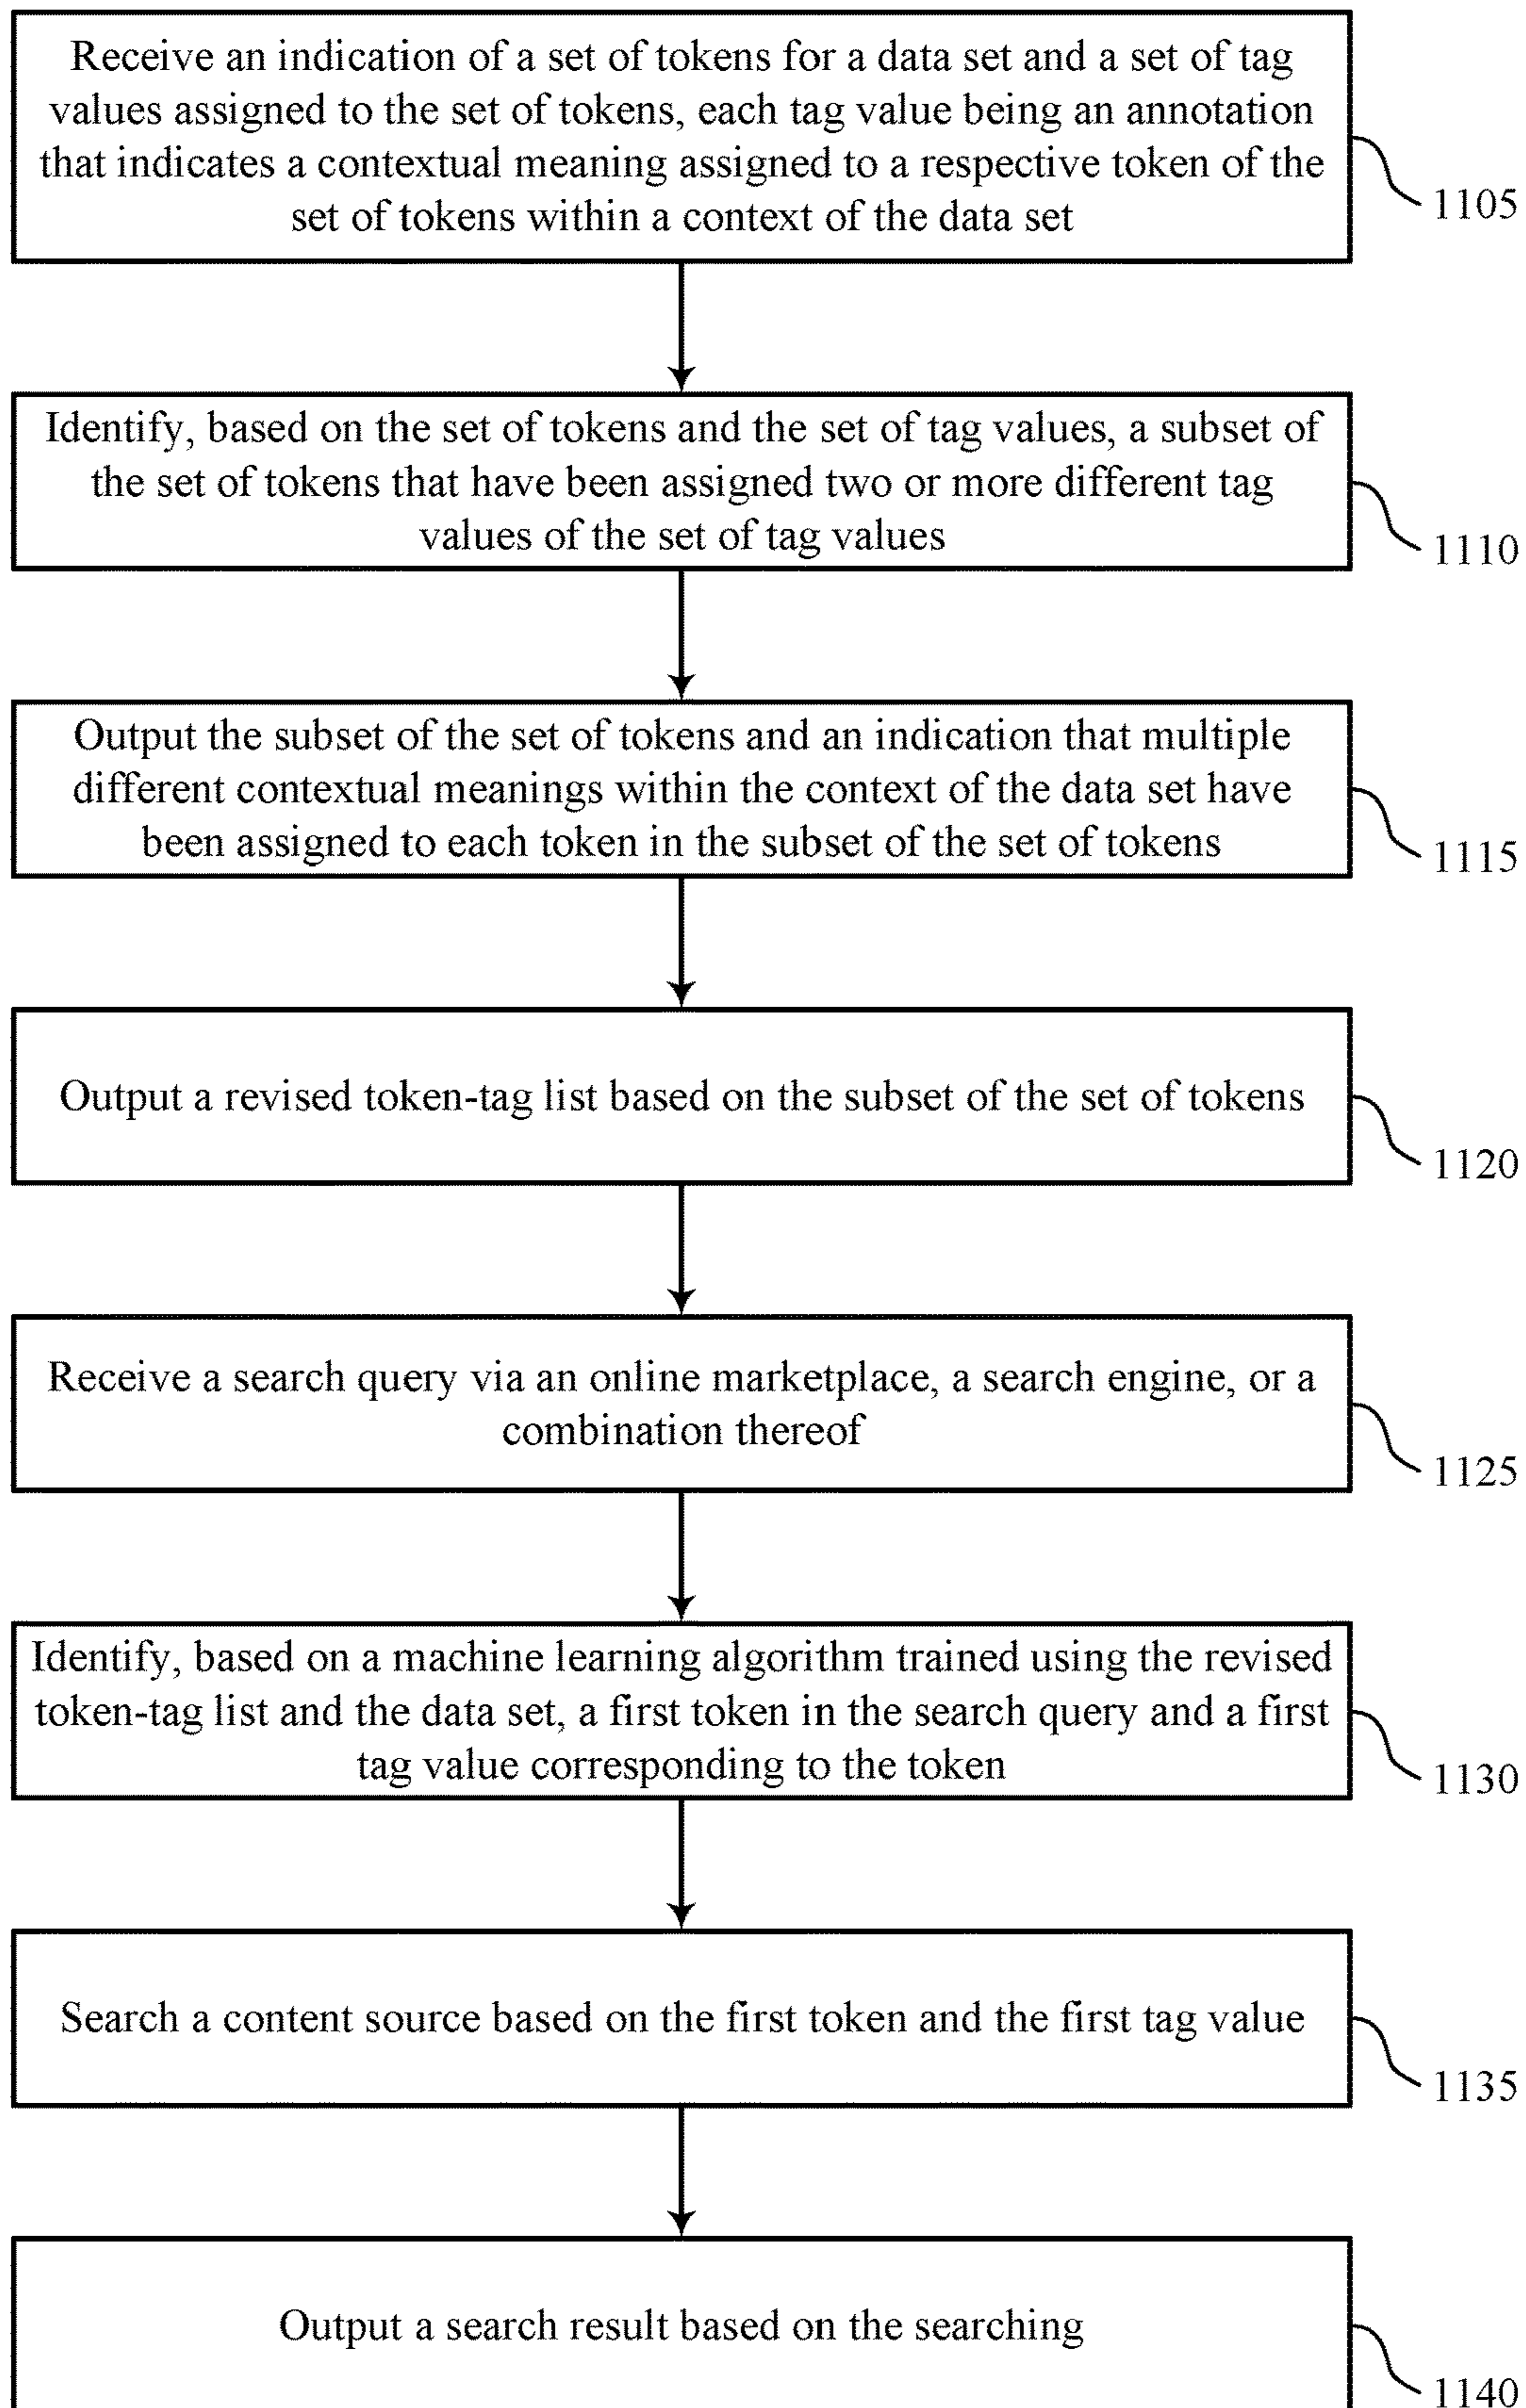 Receive an indication of a set of tokens for a data set and a set of tag
values assigned to the set of tokens, each tag value being an annotation
that indicates a contextual meaning assigned to a respective token of the
set of tokens within a context of the data set
1105
Identify, based on the set of tokens and the set of tag values, a subset of
the set of tokens that have been assigned two or more different tag
values of the set of tag values
1110
Output the subset of the set of tokens and an indication that multiple
different contextual meanings within the context of the data set have
been assigned to each token in the subset of the set of tokens
1115
Output a revised token-tag list based on the subset of the set of tokens
1120
Receive a search query via an online marketplace, a search engine, or a
combination thereof
1125
Identify, based on a machine learning algorithm trained using the revised
token-tag list and the data set, a first token in the search query and a first
tag value corresponding to the token
1130
Search a content source based on the first token and the first tag value
1135
Output a search result based on the searching
1140